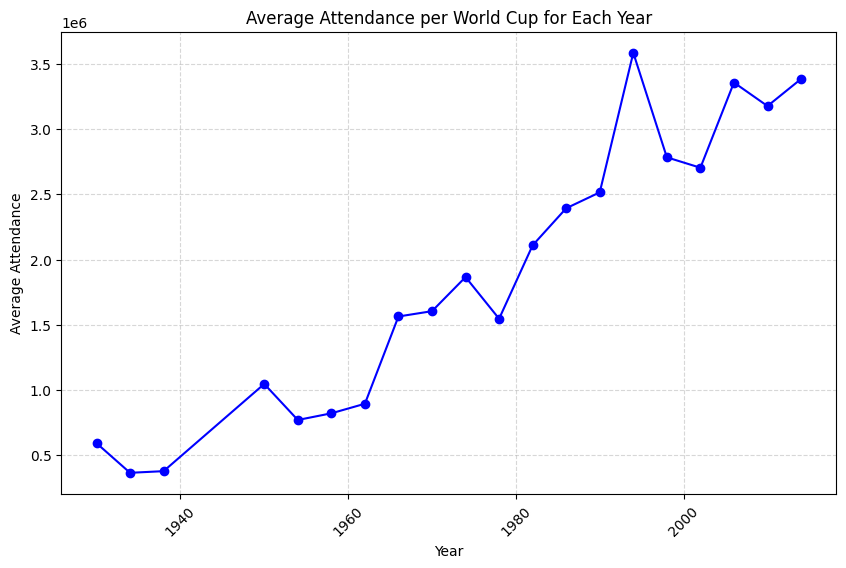 Average Attendance per World Cup for Each Year
1e6
3.5
3.0
2.5
2.0
1.5
1.0
0.5
Average Attendance
1940
1960
1980
2000
Year